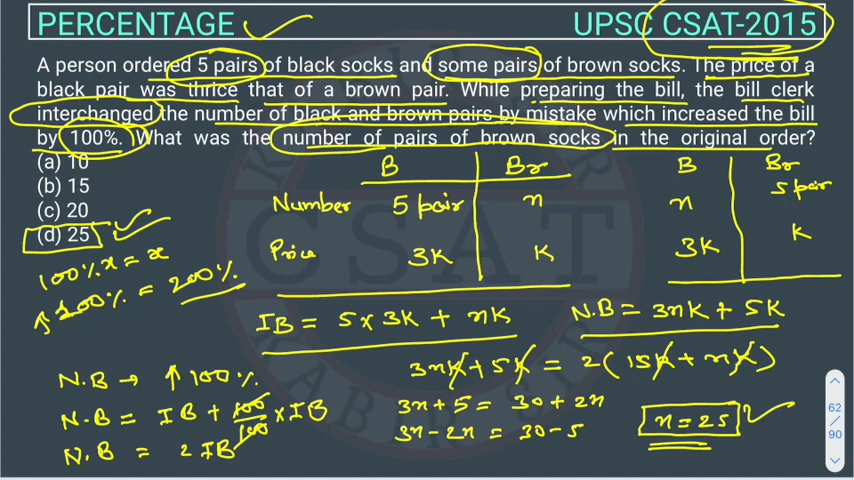 PERCENTAGE
UPSC CSAT-2015
A person ordered 5 pairs of black socks and some pairs of brown socks. The price of a
black pair was thrice that of a brown pair. While preparing the bill, the bill clerk
interchanged the number of black and brown pairs by mistake which increased the bill
by 100%. What was the number of pairs of brown socks in the original order?
(a) 10
(b) 15
(c) 20
(d) 25
B Br
Number 5 pair n
Price 3K K
B Br
n 5 pair
3K K
100% x = x
↑ 100% = 200%
IB = 5 x 3K + nK
N.B = 3nK + 5K
N.B → ↑ 100%
N.B = IB + 100/100 x IB
N.B = 2 IB
3nK + 5K = 2(15K + nK)
3n + 5 = 30 + 2n
3n - 2n = 30 - 5
n = 25
CSAT
62
/
90